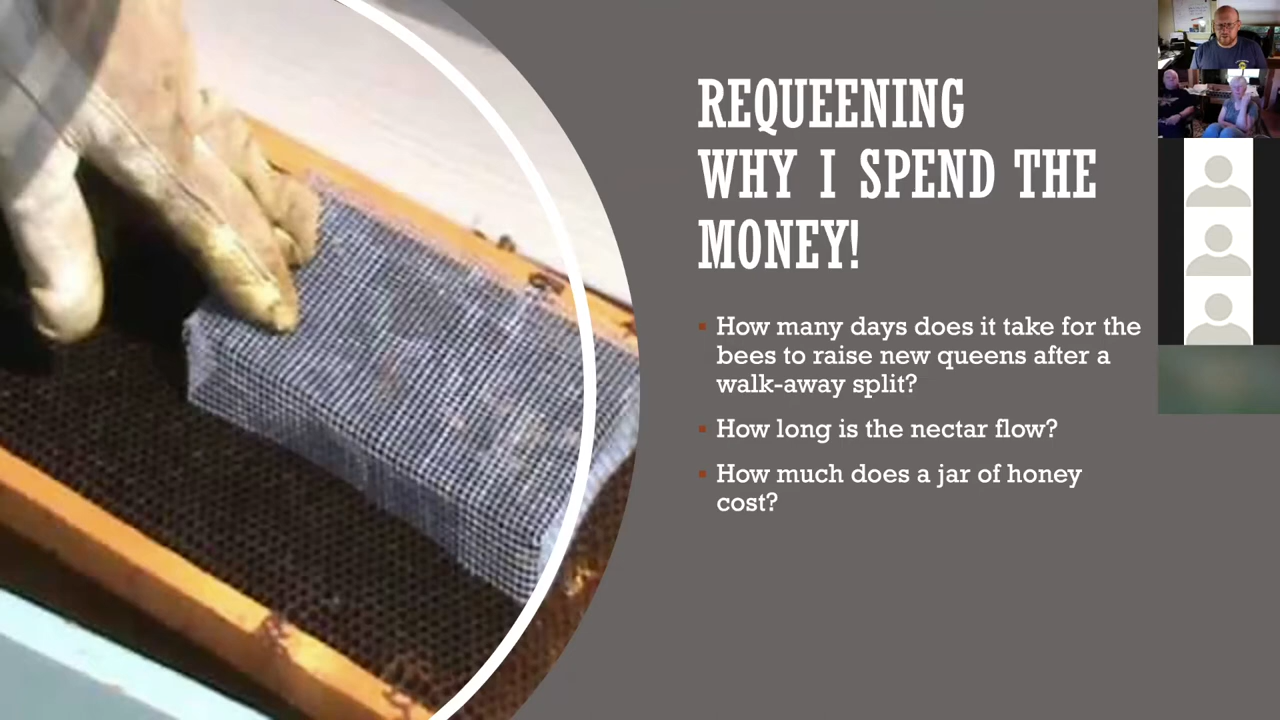 REQUEENING
WHY I SPEND THE
MONEY!
▪ How many days does it take for the
bees to raise new queens after a
walk-away split?
▪ How long is the nectar flow?
▪ How much does a jar of honey
cost?